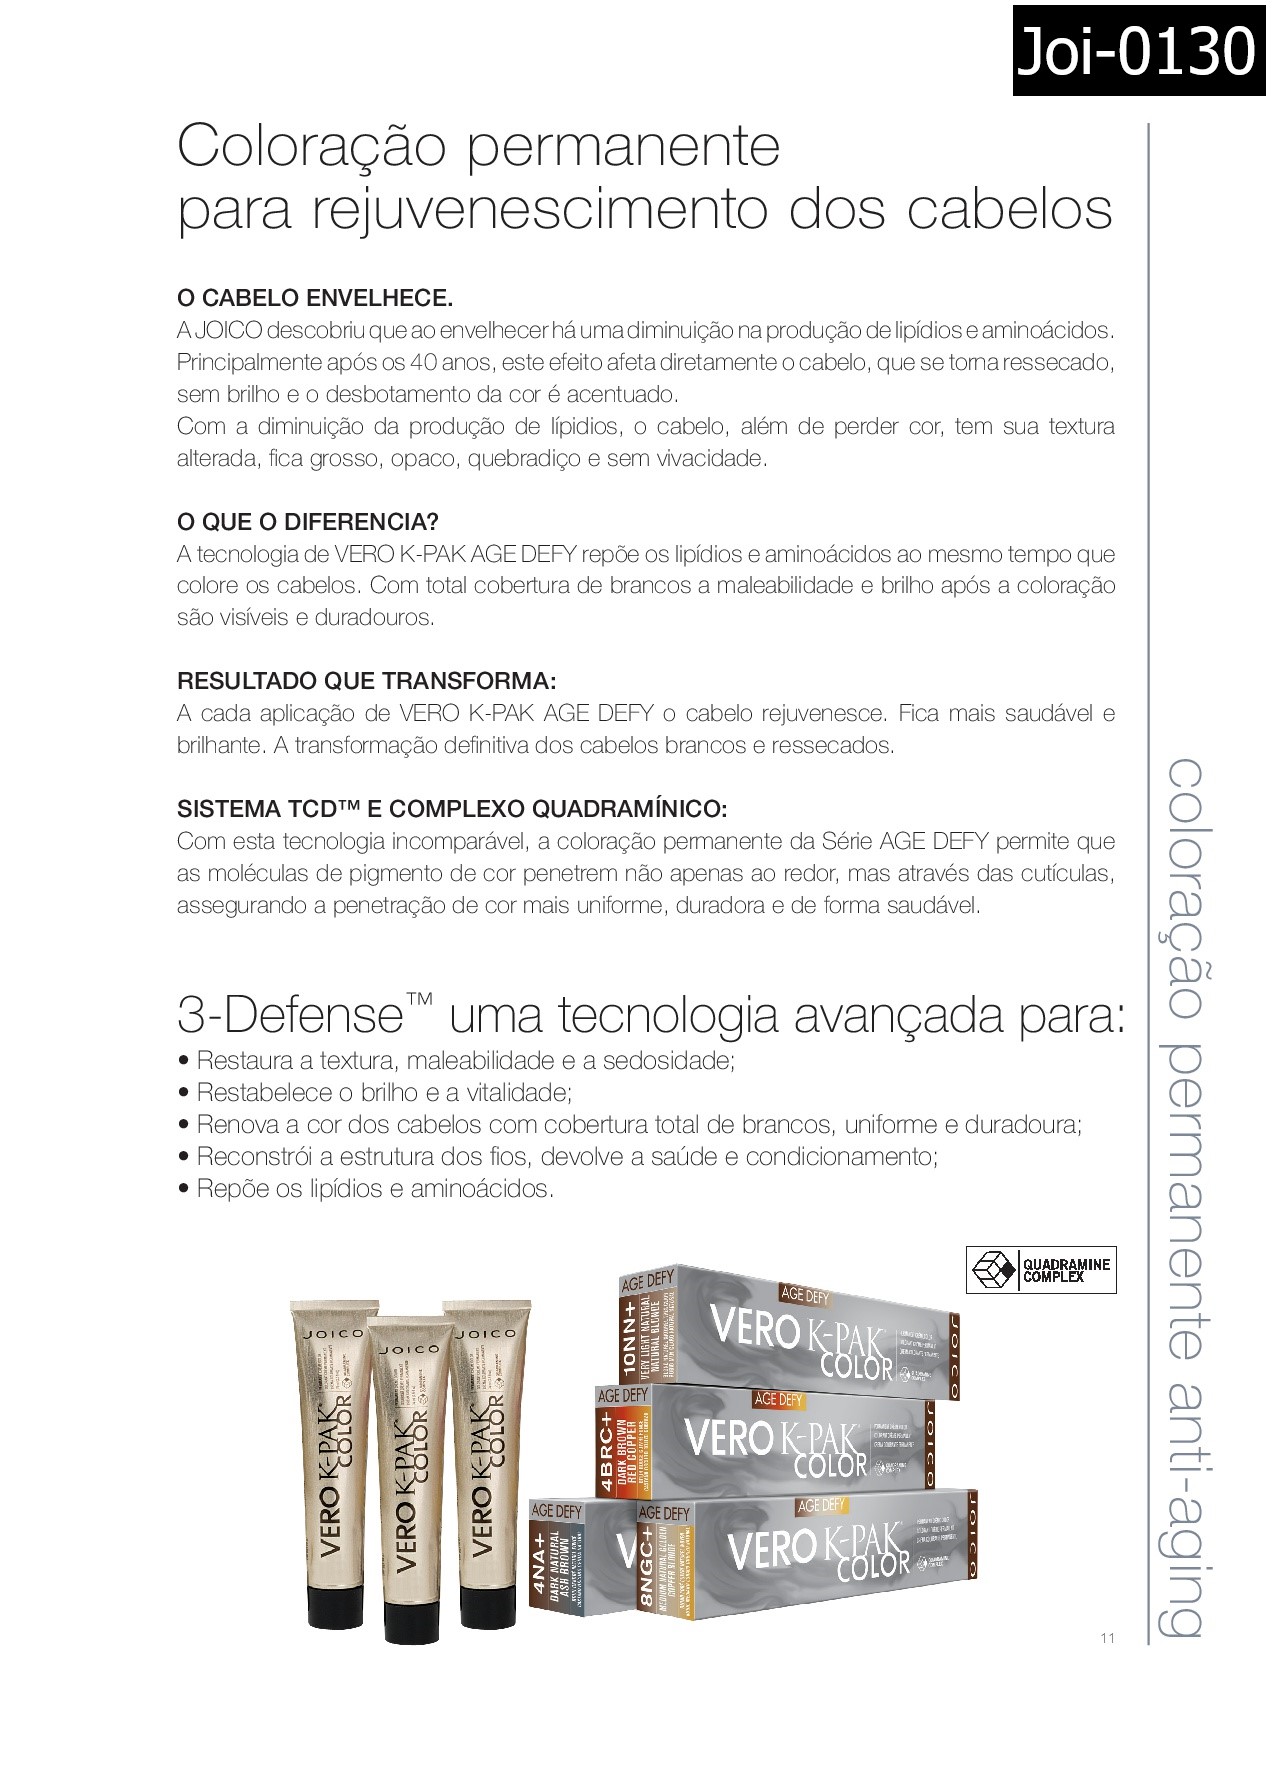 Joi-0130
Coloração permanente
para rejuvenescimento dos cabelos
O CABELO ENVELHECE.
A JOICO descobriu que ao envelhecer há uma diminuição na produção de lipídios e aminoácidos.
Principalmente após os 40 anos, este efeito afeta diretamente o cabelo, que se torna ressecado,
sem brilho e o desbotamento da cor é acentuado.
Com a diminuição da produção de lípidios, o cabelo, além de perder cor, tem sua textura
alterada, fica grosso, opaco, quebradiço e sem vivacidade.
O QUE O DIFERENCIA?
A tecnologia de VERO K-PAK AGE DEFY repõe os lipídios e aminoácidos ao mesmo tempo que
colore os cabelos. Com total cobertura de brancos a maleabilidade e brilho após a coloração
são visíveis e duradouros.
RESULTADO QUE TRANSFORMA:
A cada aplicação de VERO K-PAK AGE DEFY o cabelo rejuvenesce. Fica mais saudável e
brilhante. A transformação definitiva dos cabelos brancos e ressecados.
SISTEMA TCD™ E COMPLEXO QUADRAMÍNICO:
Com esta tecnologia incomparável, a coloração permanente da Série AGE DEFY permite que
as moléculas de pigmento de cor penetrem não apenas ao redor, mas através das cutículas,
assegurando a penetração de cor mais uniforme, duradora e de forma saudável.
3-Defense™ uma tecnologia avançada para:
• Restaura a textura, maleabilidade e a sedosidade;
• Restabelece o brilho e a vitalidade;
• Renova a cor dos cabelos com cobertura total de brancos, uniforme e duradoura;
• Reconstrói a estrutura dos fios, devolve a saúde e condicionamento;
• Repõe os lipídios e aminoácidos.
coloração permanente anti-aging
QUADRAMINE
COMPLEX
JOICO
VERO K-PAK
COLOR
JOICO
VERO K-PAK
COLOR
JOICO
VERO K-PAK
COLOR
AGE DEFY
10NN+
VERY LIGHT NATURAL
NATURAL BLONDE
AGE DEFY
VERO K-PAK
COLOR
JOICO
AGE DEFY
4BRC+
DARK BROWN
RED COPPER
AGE DEFY
VERO K-PAK
COLOR
JOICO
AGE DEFY
4NA+
DARK NATURAL
ASH BROWN
V
AGE DEFY
8NGC+
MEDIUM NATURAL GOLDEN
COPPER BLONDE
AGE DEFY
VERO K-PAK
COLOR
JOICO
11